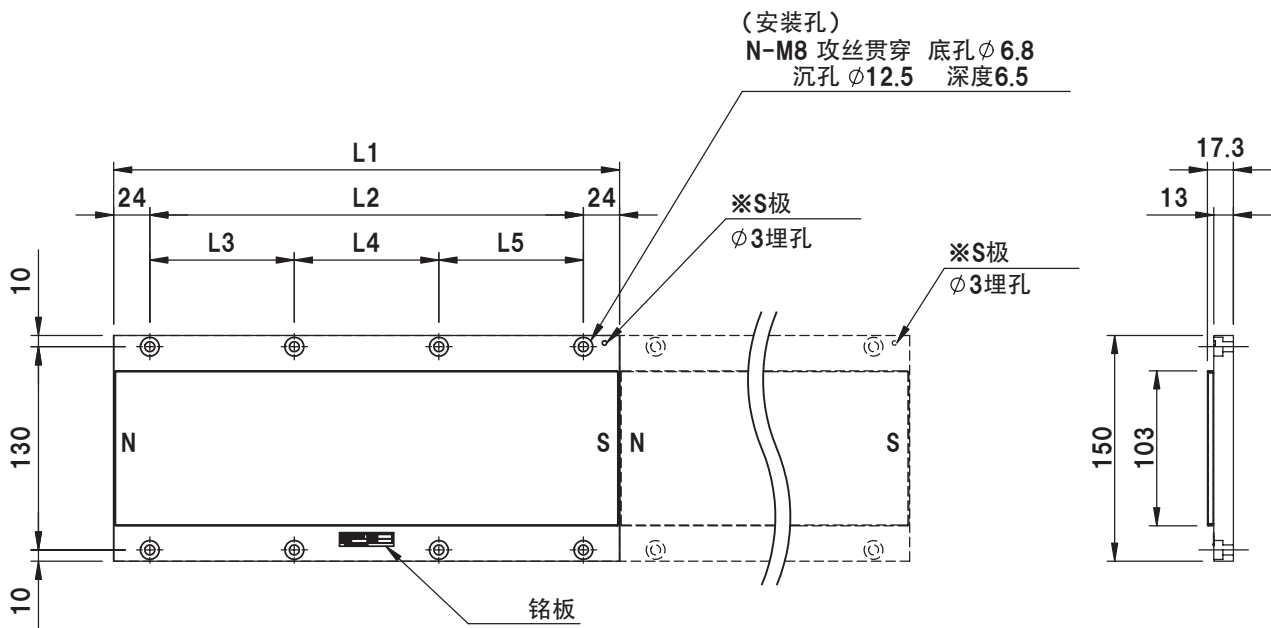 (安装孔)
N-M8 攻丝贯穿 底孔∅6.8
沉孔 ∅12.5 深度6.5
L1
17.3
24
L2
24
※S极
∅3埋孔
13
L3
L4
L5
※S极
∅3埋孔
10
130
10
N
S
N
S
150
103
铭板